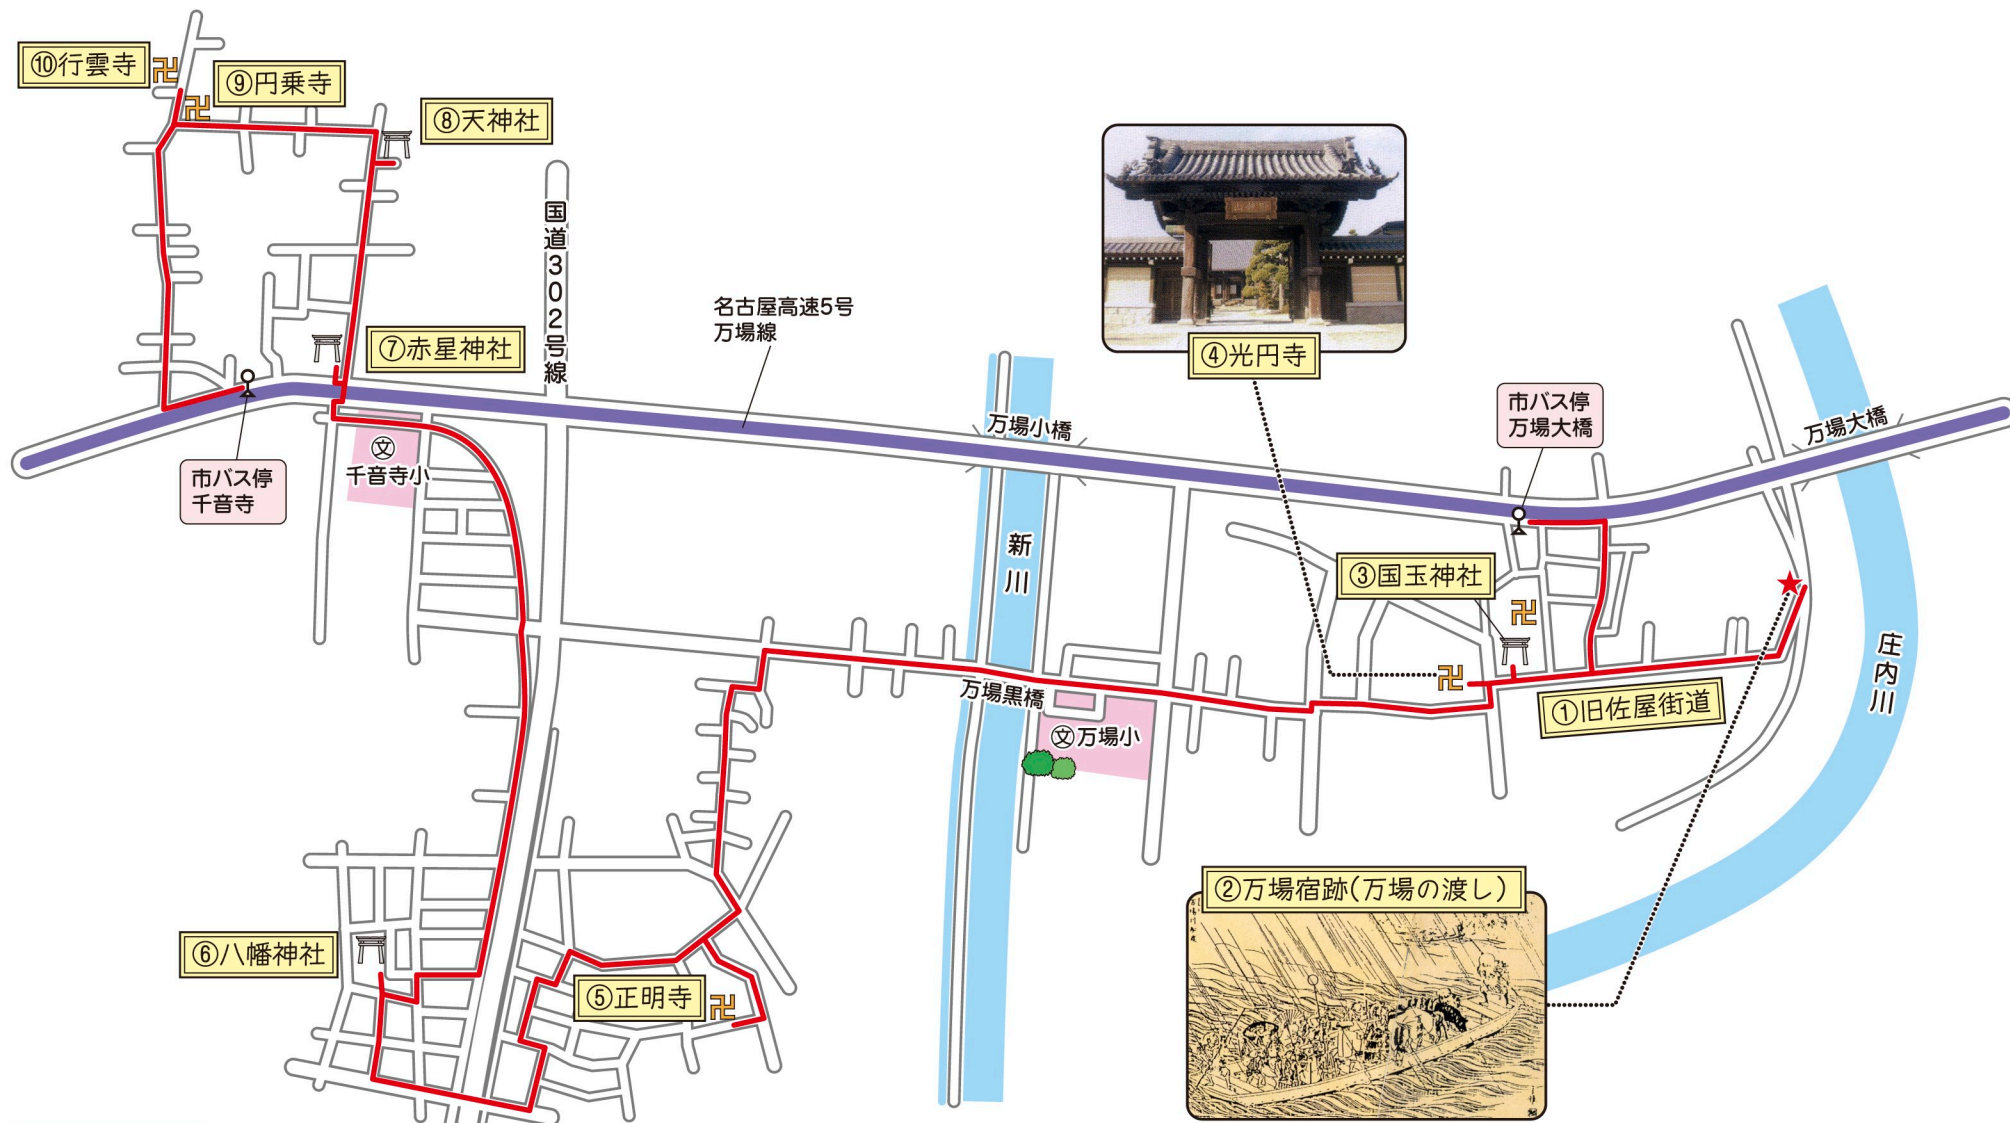 ⑩行雲寺
⑨円乗寺
⑧天神社
国道302号線
名古屋高速5号
万場線
⑦赤星神社
④光円寺
市バス停
万場大橋
万場大橋
万場小橋
文
千音寺小
市バス停
千音寺
新川
③国玉神社
庄内川
万場黒橋
①旧佐屋街道
文万場小
②万場宿跡(万場の渡し)
⑥八幡神社
⑤正明寺